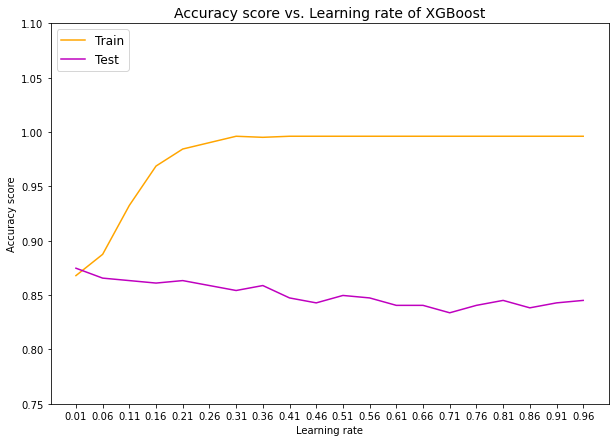 Accuracy score vs. Learning rate of XGBoost
Train
Test
1.10
1.05
1.00
0.95
0.90
0.85
0.80
0.75
Accuracy score
0.01 0.06 0.11 0.16 0.21 0.26 0.31 0.36 0.41 0.46 0.51 0.56 0.61 0.66 0.71 0.76 0.81 0.86 0.91 0.96
Learning rate